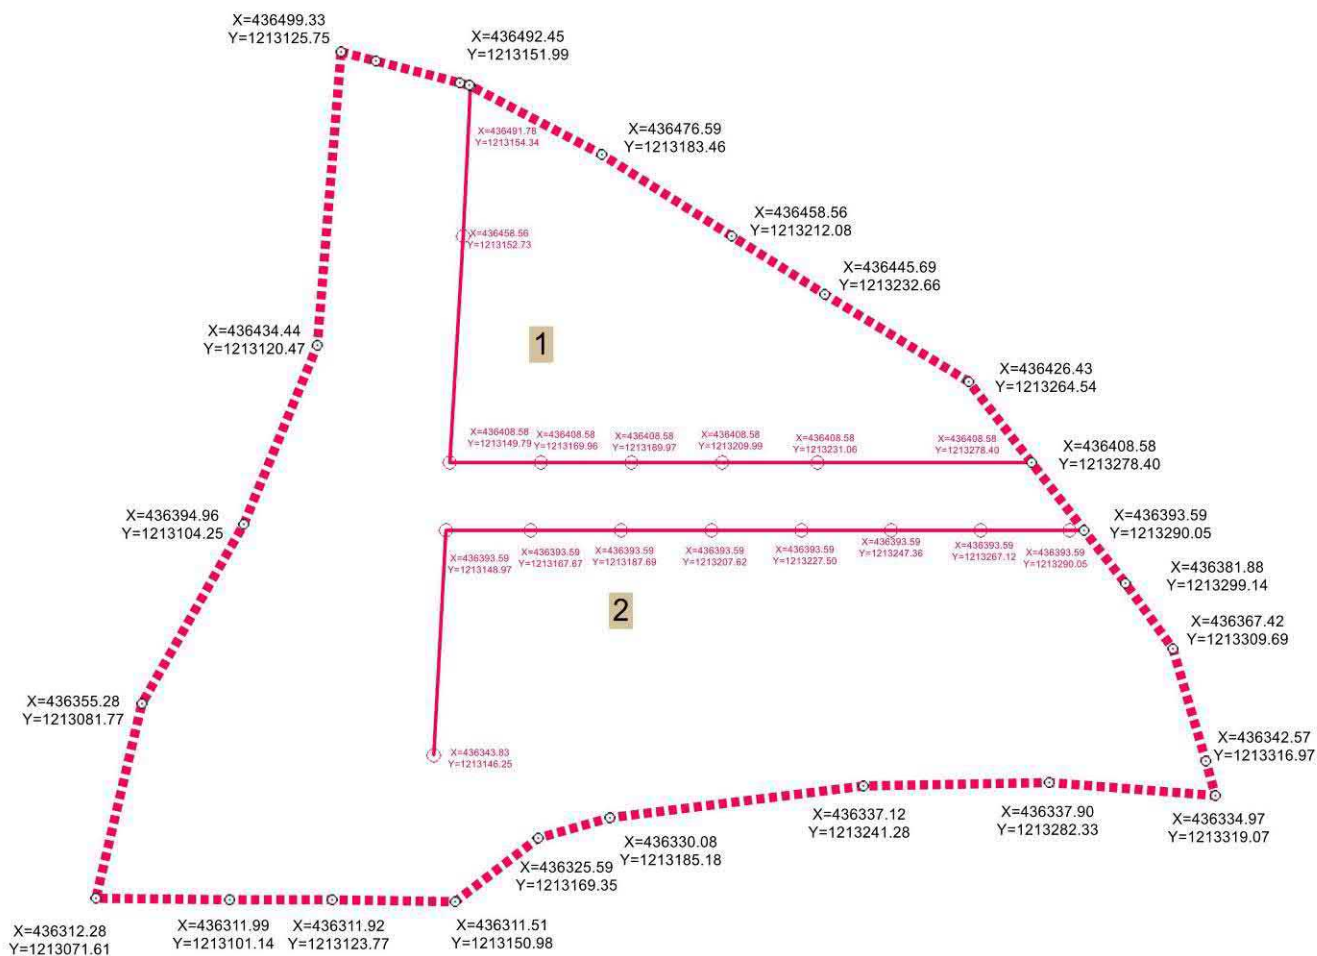 X=436499.33
Y=1213125.75
X=436492.45
Y=1213151.99
X=436491.78
Y=1213154.34
X=436476.59
Y=1213183.46
X=436458.56
Y=1213212.08
X=436458.56
Y=1213152.73
X=436445.69
Y=1213232.66
X=436434.44
Y=1213120.47
1
X=436426.43
Y=1213264.54
X=436408.58
Y=1213149.79
X=436408.58
Y=1213169.96
X=436408.58
Y=1213189.97
X=436408.58
Y=1213209.99
X=436408.58
Y=1213231.06
X=436408.58
Y=1213278.40
X=436408.58
Y=1213278.40
X=436394.96
Y=1213104.25
X=436393.59
Y=1213290.05
X=436393.59
Y=1213148.97
X=436393.59
Y=1213167.87
X=436393.59
Y=1213187.69
X=436393.59
Y=1213207.62
X=436393.59
Y=1213227.50
X=436393.59
Y=1213247.36
X=436393.59
Y=1213267.12
X=436393.59
Y=1213290.05
X=436381.88
Y=1213299.14
2
X=436367.42
Y=1213309.69
X=436355.28
Y=1213081.77
X=436343.83
Y=1213146.25
X=436342.57
Y=1213316.97
X=436337.12
Y=1213241.28
X=436337.90
Y=1213282.33
X=436334.97
Y=1213319.07
X=436330.08
Y=1213185.18
X=436325.59
Y=1213169.35
X=436312.28
Y=1213071.61
X=436311.99
Y=1213101.14
X=436311.92
Y=1213123.77
X=436311.51
Y=1213150.98